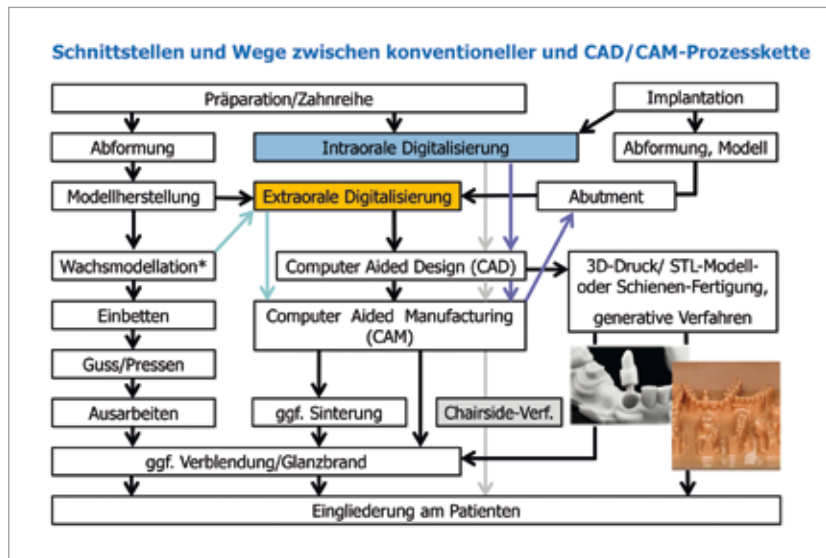 Schnittstellen und Wege zwischen konventioneller und CAD/CAM-Prozesskette
Präparation/Zahnreihe
Implantation
Abformung
Intraorale Digitalisierung
Abformung, Modell
Modellherstellung
Extraorale Digitalisierung
Abutment
Wachsmodellation*
Computer Aided Design (CAD)
3D-Druck/ STL-Modell-
oder Schienen-Fertigung,
generative Verfahren
Einbetten
Computer Aided Manufacturing
(CAM)
Guss/Pressen
Ausarbeiten
ggf. Sinterung
Chairside-Verf.
ggf. Verblendung/Glanzbrand
Eingliederung am Patienten